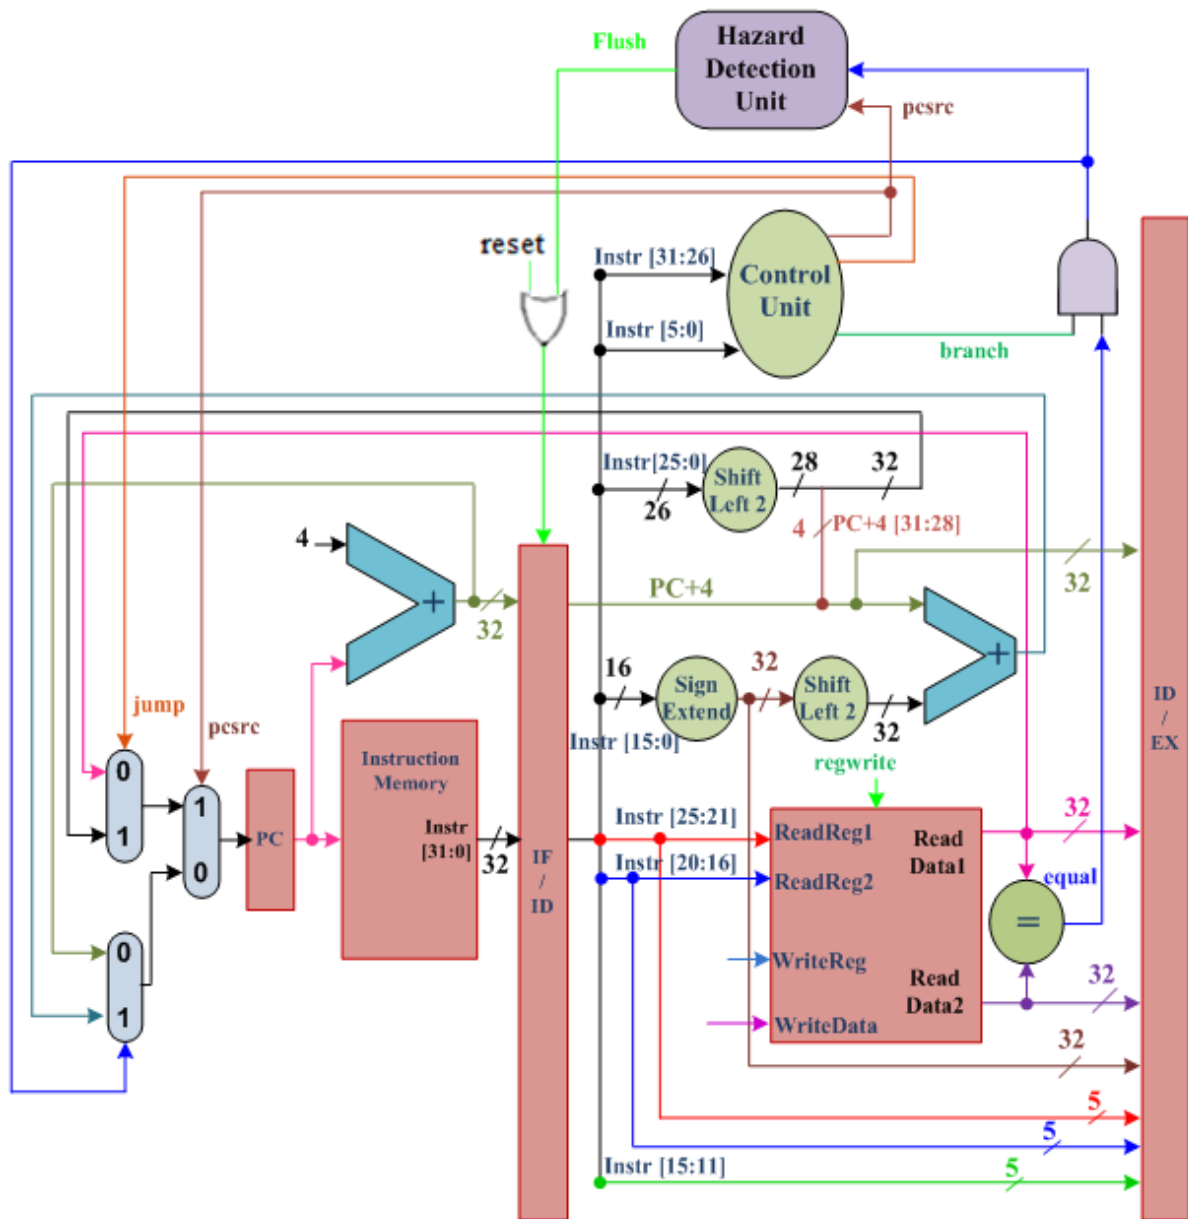 Flush
Hazard
Detection
Unit
pcsrc
reset
Instr [31:26]
Control
Unit
Instr [5:0]
branch
Instr[25:0]
26
Shift
Left 2
28
32
4
PC+4 [31:28]
4
+
32
PC+4
32
16
Sign
Extend
32
Shift
Left 2
32
+
Instr [15:0]
jump
pcsrc
0
1
1
0
0
1
PC
Instruction
Memory
Instr
[31:0]
32
IF
/
ID
regwrite
Instr [25:21]
ReadReg1
Instr [20:16]
ReadReg2
WriteReg
WriteData
Read
Data1
Read
Data2
32
equal
=
32
32
5
5
Instr [15:11]
5
ID
/
EX